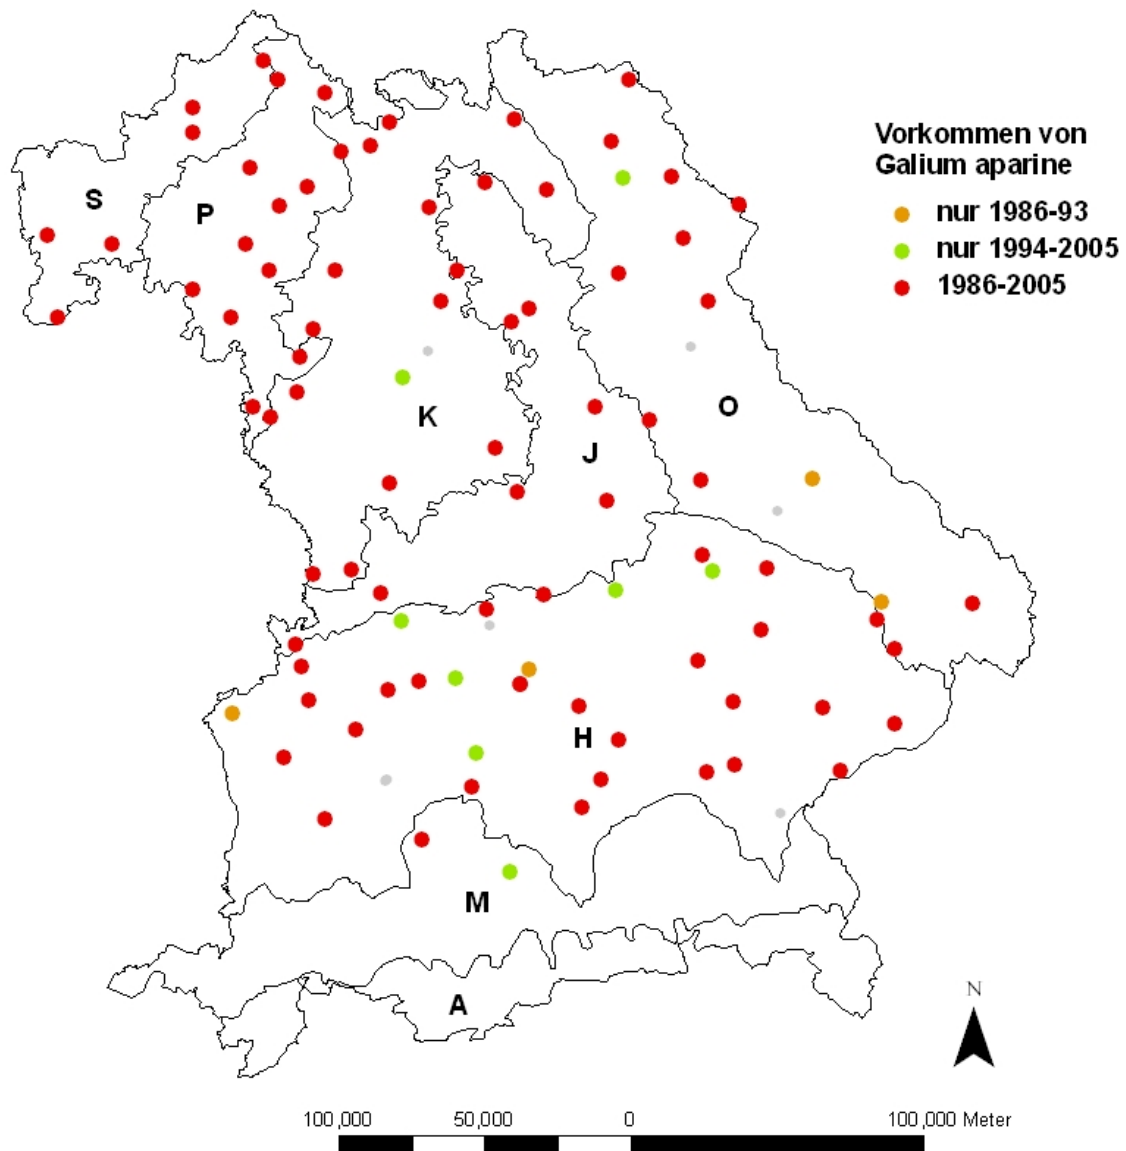 Vorkommen von
Galium aparine
nur 1986-93
nur 1994-2005
1986-2005
S
P
K
J
O
H
M
A
N
100,000 50,000 0 100,000 Meter